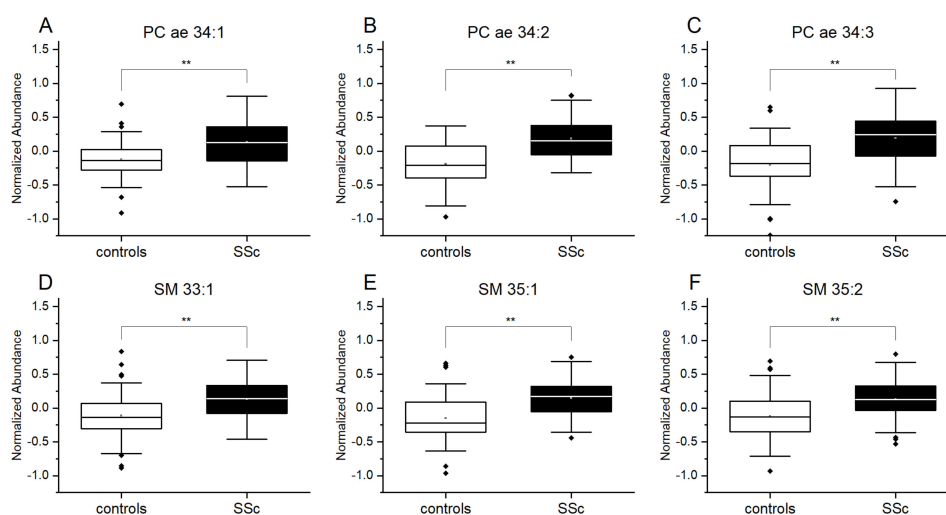 A
PC ae 34:1
Normalized Abundance
1.5
1.0
0.5
0.0
-0.5
-1.0
**
controls
SSc
B
PC ae 34:2
Normalized Abundance
1.5
1.0
0.5
0.0
-0.5
-1.0
**
controls
SSc
C
PC ae 34:3
Normalized Abundance
1.5
1.0
0.5
0.0
-0.5
-1.0
**
controls
SSc
D
SM 33:1
Normalized Abundance
1.5
1.0
0.5
0.0
-0.5
-1.0
**
controls
SSc
E
SM 35:1
Normalized Abundance
1.5
1.0
0.5
0.0
-0.5
-1.0
**
controls
SSc
F
SM 35:2
Normalized Abundance
1.5
1.0
0.5
0.0
-0.5
-1.0
**
controls
SSc